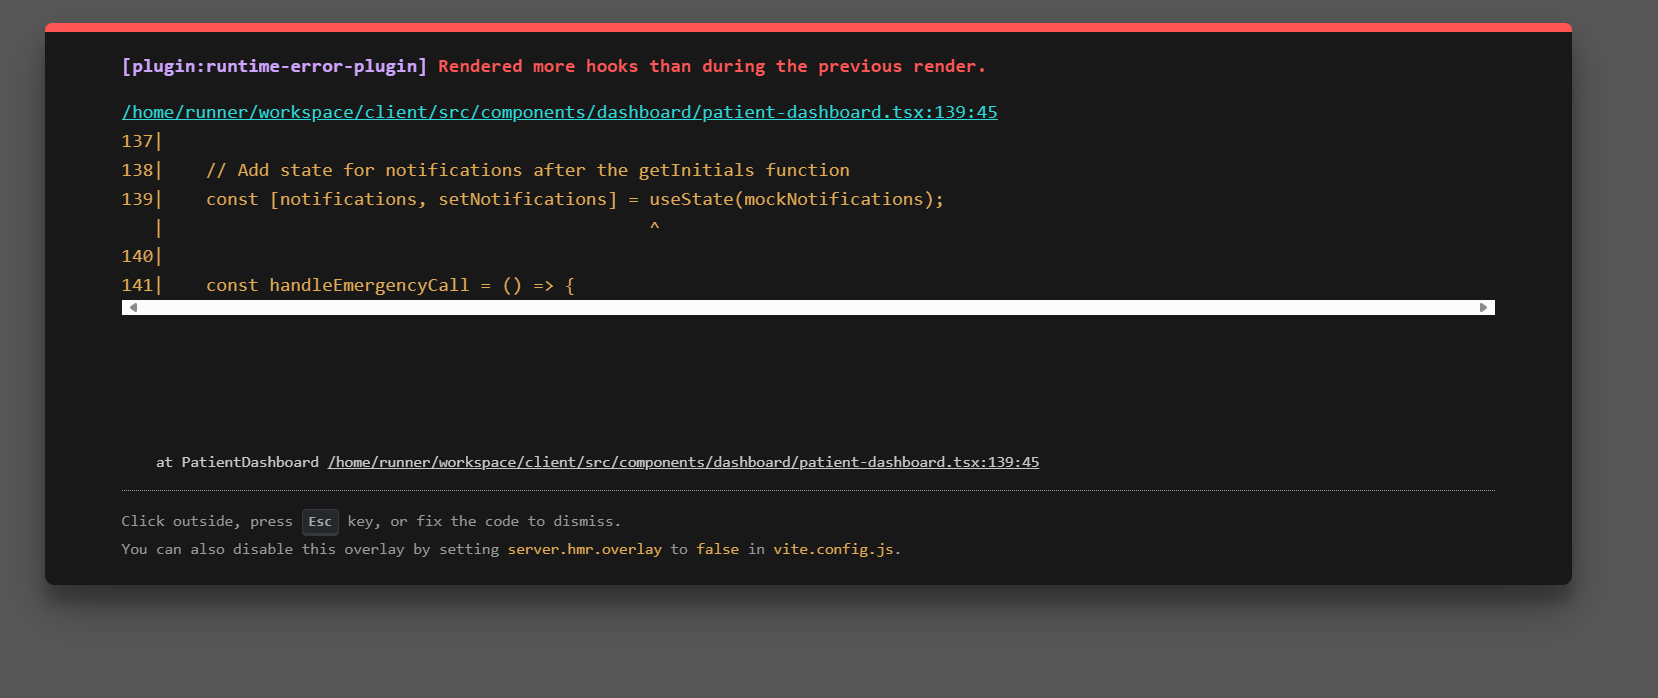 [plugin:runtime-error-plugin] Rendered more hooks than during the previous render.
/home/runner/workspace/client/src/components/dashboard/patient-dashboard.tsx:139:45
137|
138|    // Add state for notifications after the getInitials function
139|    const [notifications, setNotifications] = useState(mockNotifications);
   |                                              ^
140|
141|    const handleEmergencyCall = () => {
at PatientDashboard /home/runner/workspace/client/src/components/dashboard/patient-dashboard.tsx:139:45
Click outside, press Esc key, or fix the code to dismiss.
You can also disable this overlay by setting server.hmr.overlay to false in vite.config.js.